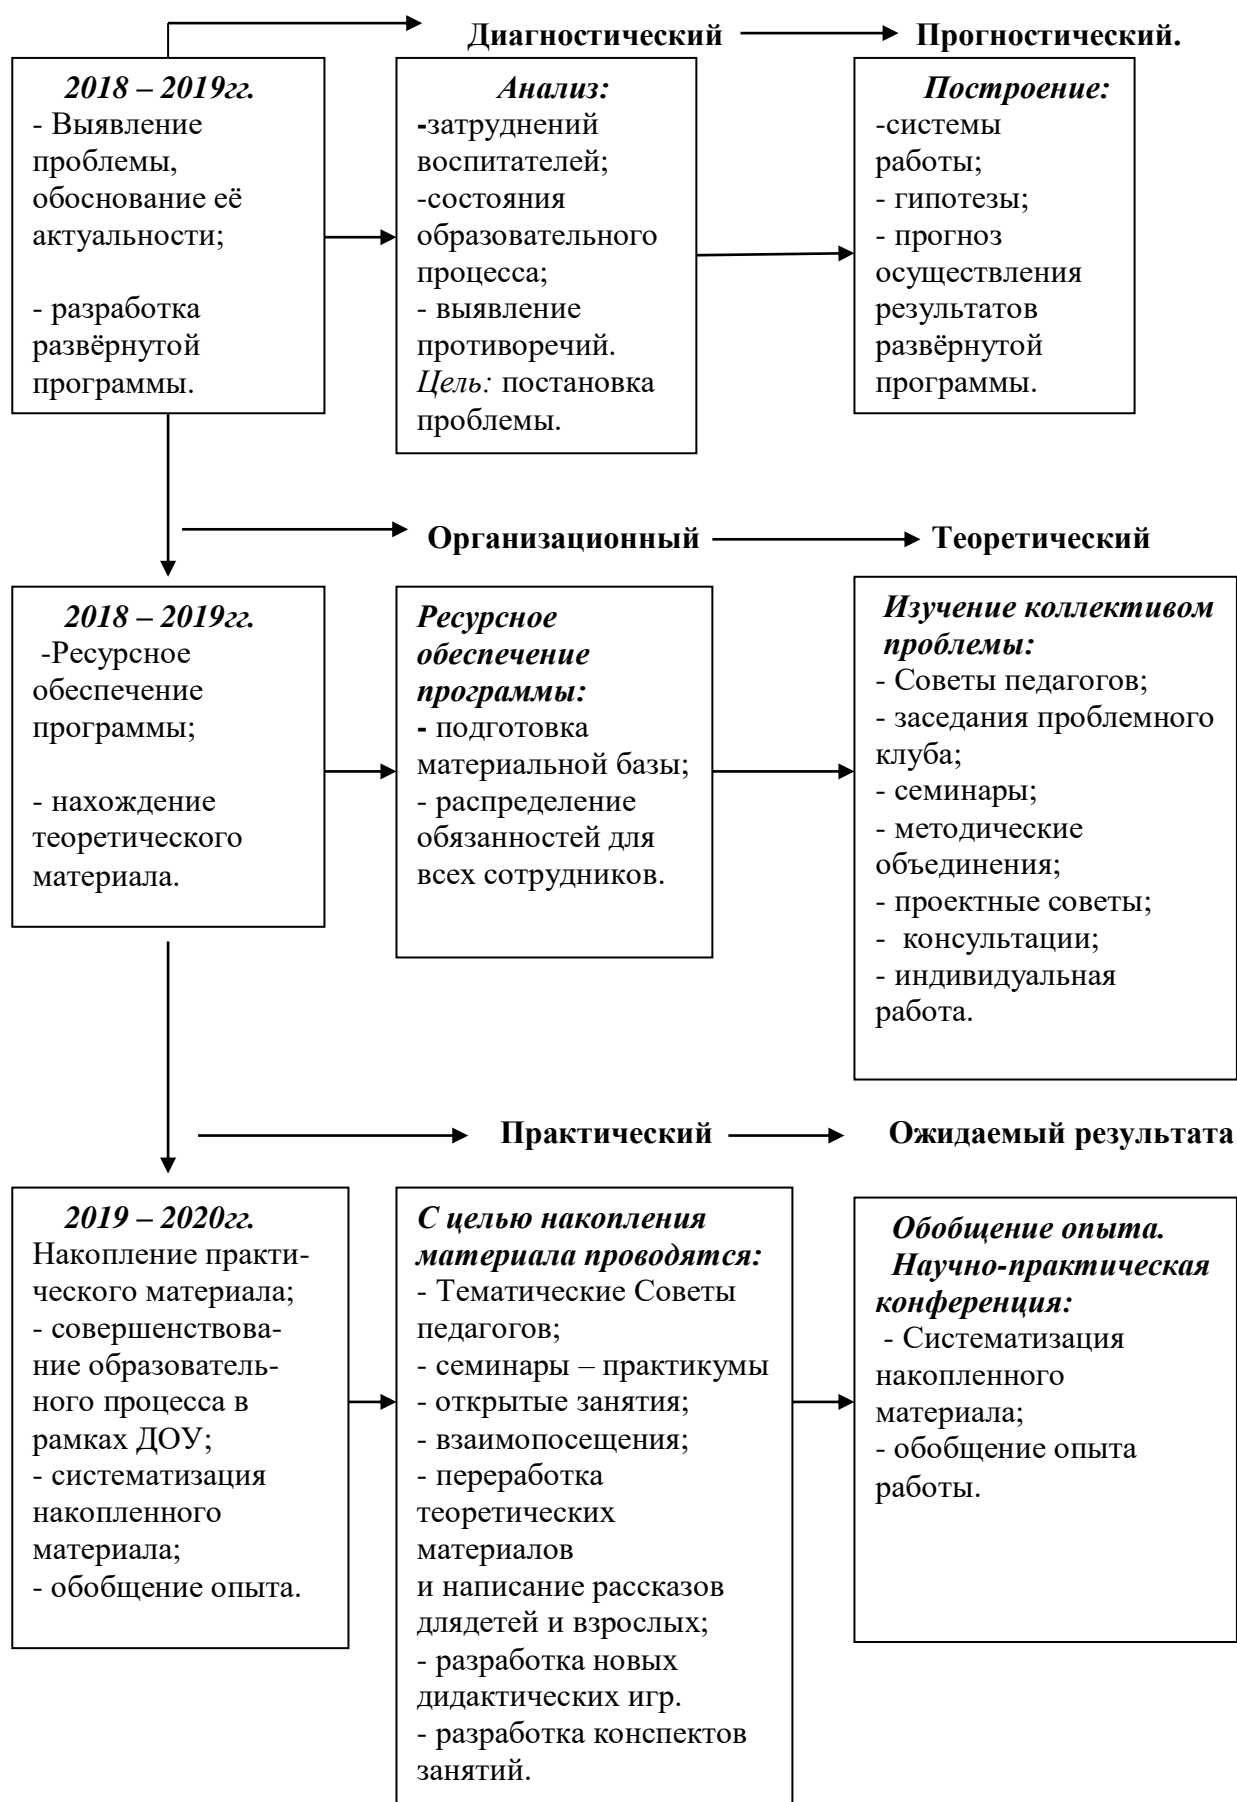 Диагностический
Прогностический.
2018 – 2019гг.
- Выявление
проблемы,
обоснование её
актуальности;
- разработка
развёрнутой
программы.
Анализ:
-затруднений
воспитателей;
-состояния
образовательного
процесса;
- выявление
противоречий.
Цель: постановка
проблемы.
Построение:
-системы
работы;
- гипотезы;
- прогноз
осуществления
результатов
развёрнутой
программы.
Организационный
Теоретический
2018 – 2019гг.
-Ресурсное
обеспечение
программы;
- нахождение
теоретического
материала.
Ресурсное
обеспечение
программы:
- подготовка
материальной базы;
- распределение
обязанностей для
всех сотрудников.
Изучение коллективом
проблемы:
- Советы педагогов;
- заседания проблемного
клуба;
- семинары;
- методические
объединения;
- проектные советы;
- консультации;
- индивидуальная
работа.
Практический
Ожидаемый результата
2019 – 2020гг.
Накопление практи-
ческого материала;
- совершенствова-
ние образователь-
ного процесса в
рамках ДОУ;
- систематизация
накопленного
материала;
- обобщение опыта.
С целью накопления
материала проводятся:
- Тематические Советы
педагогов;
- семинары – практикумы
- открытые занятия;
- взаимопосещения;
- переработка
теоретических
материалов
и написание рассказов
длядетей и взрослых;
- разработка новых
дидактических игр.
- разработка конспектов
занятий.
Обобщение опыта.
Научно-практическая
конференция:
- Систематизация
накопленного
материала;
- обобщение опыта
работы.